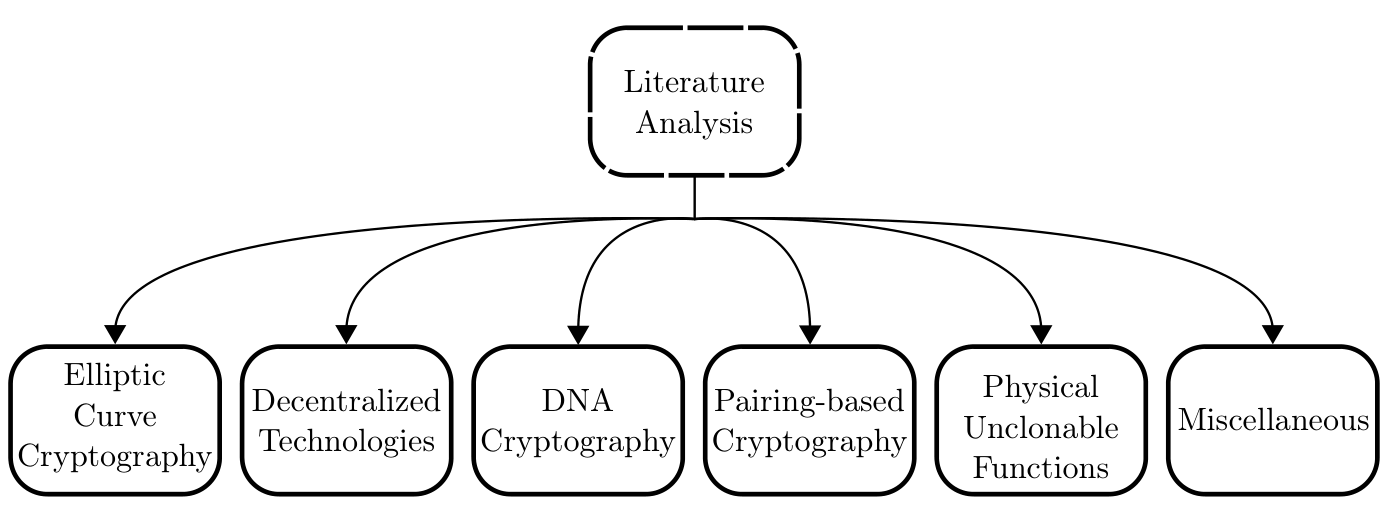 Literature
Analysis
Elliptic
Curve
Cryptography
Decentralized
Technologies
DNA
Cryptography
Pairing-based
Cryptography
Physical
Unclonable
Functions
Miscellaneous